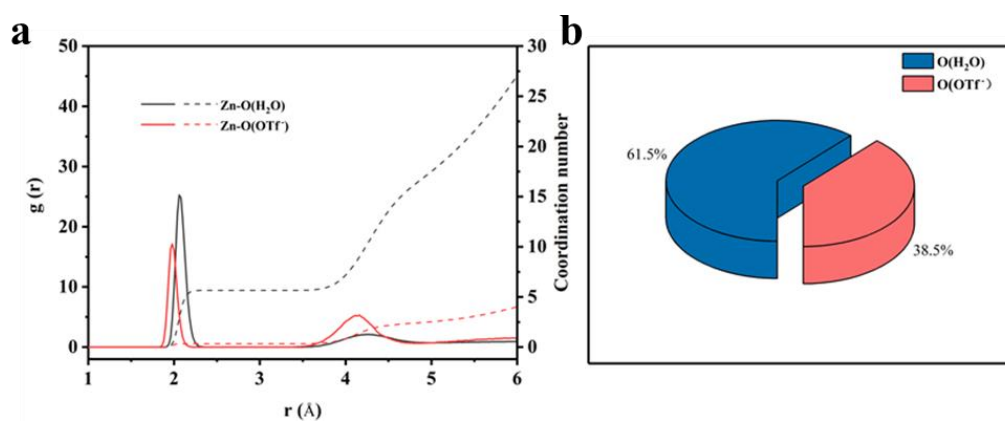 a
50
40
30
20
10
0
g (r)
Zn-O(H₂O)
Zn-O(OTf⁻)
30
25
20
15
10
5
0
Coordination number
1
2
3
4
5
6
r (Å)
b
O(H₂O)
O(OTf⁻)
61.5%
38.5%